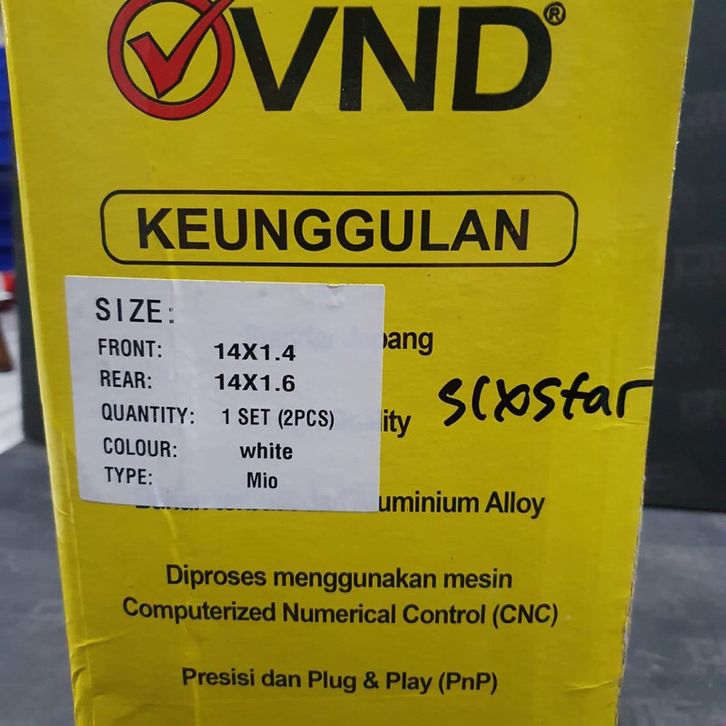 VND®
KEUNGGULAN
SIZE:
FRONT: 14X1.4
REAR: 14X1.6
QUANTITY: 1 SET (2PCS)
COLOUR: white
TYPE: Mio
sixstar
Alloy
Diproses menggunakan mesin
Computerized Numerical Control (CNC)
Presisi dan Plug & Play (PnP)